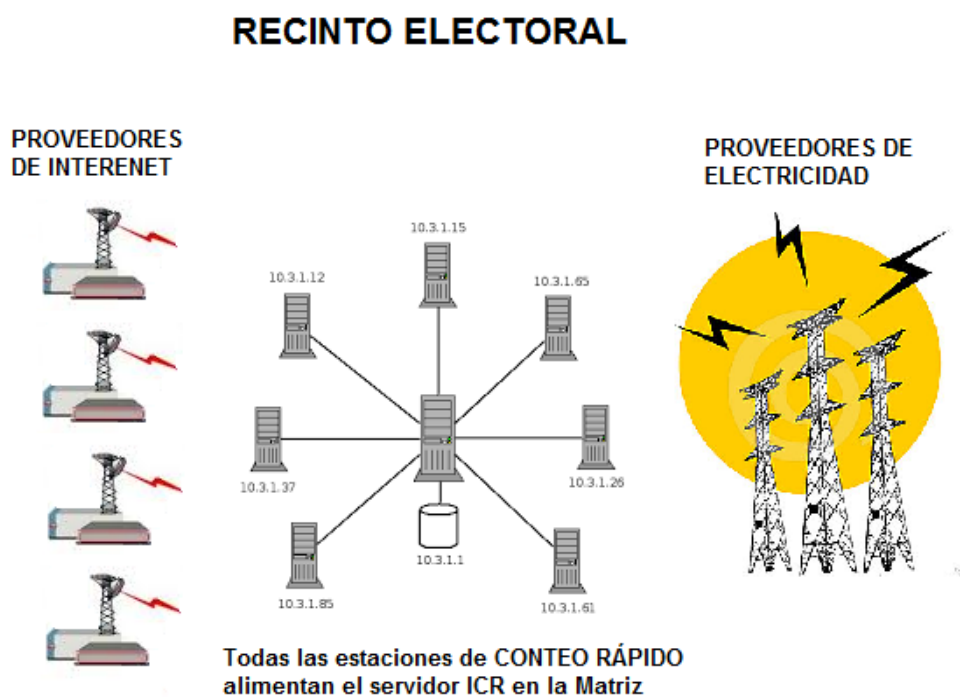 RECINTO ELECTORAL
PROVEEDORES
DE INTERENET
PROVEEDORES DE
ELECTRICIDAD
10.3.1.15
10.3.1.12
10.3.1.65
10.3.1.37
10.3.1.26
10.3.1.1
10.3.1.85
10.3.1.61
Todas las estaciones de CONTEO RÁPIDO
alimentan el servidor ICR en la Matriz